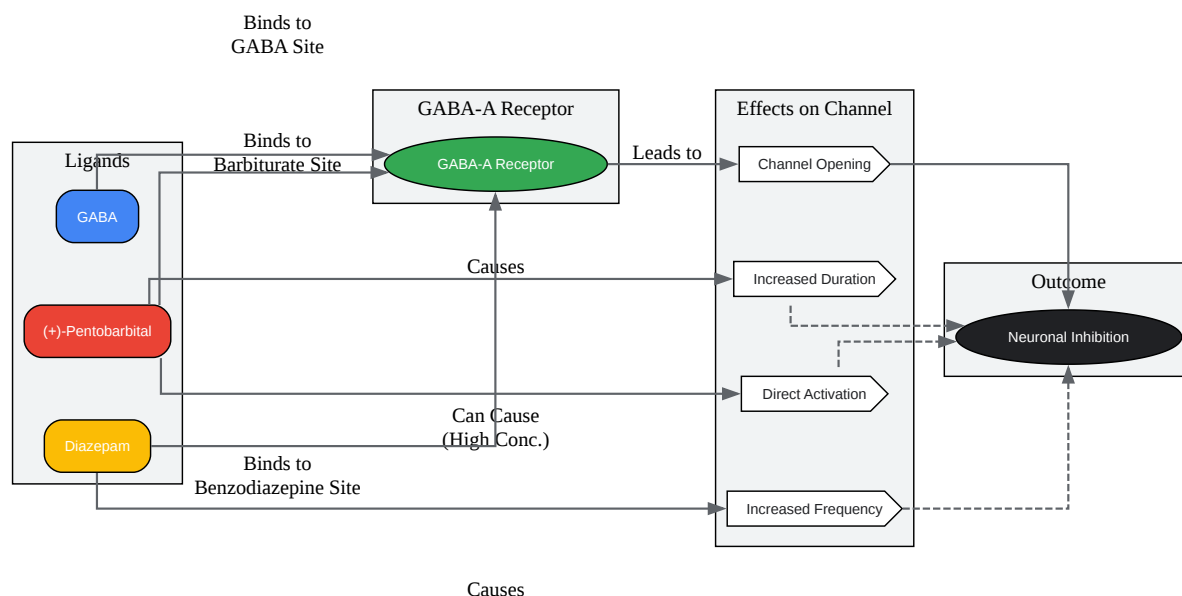 Binds to
GABA Site
GABA-A Receptor
Effects on Channel
Ligands
Binds to
Barbiturate Site
GABA-A Receptor
Leads to
Channel Opening
GABA
Causes
Increased Duration
Outcome
(+)-Pentobarbital
Neuronal Inhibition
Direct Activation
Can Cause
(High Conc.)
Diazepam
Binds to
Benzodiazepine Site
Increased Frequency
Causes